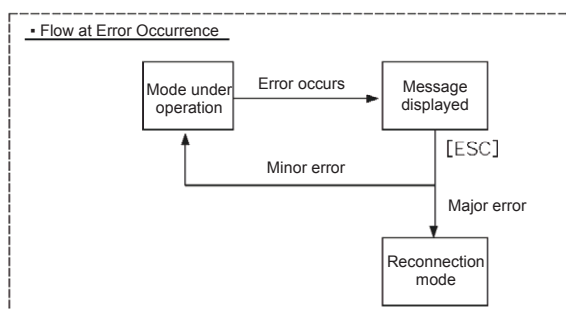 ▪ Flow at Error Occurrence
Mode under
operation
Error occurs
Message
displayed
[ESC]
Minor error
Major error
Reconnection
mode